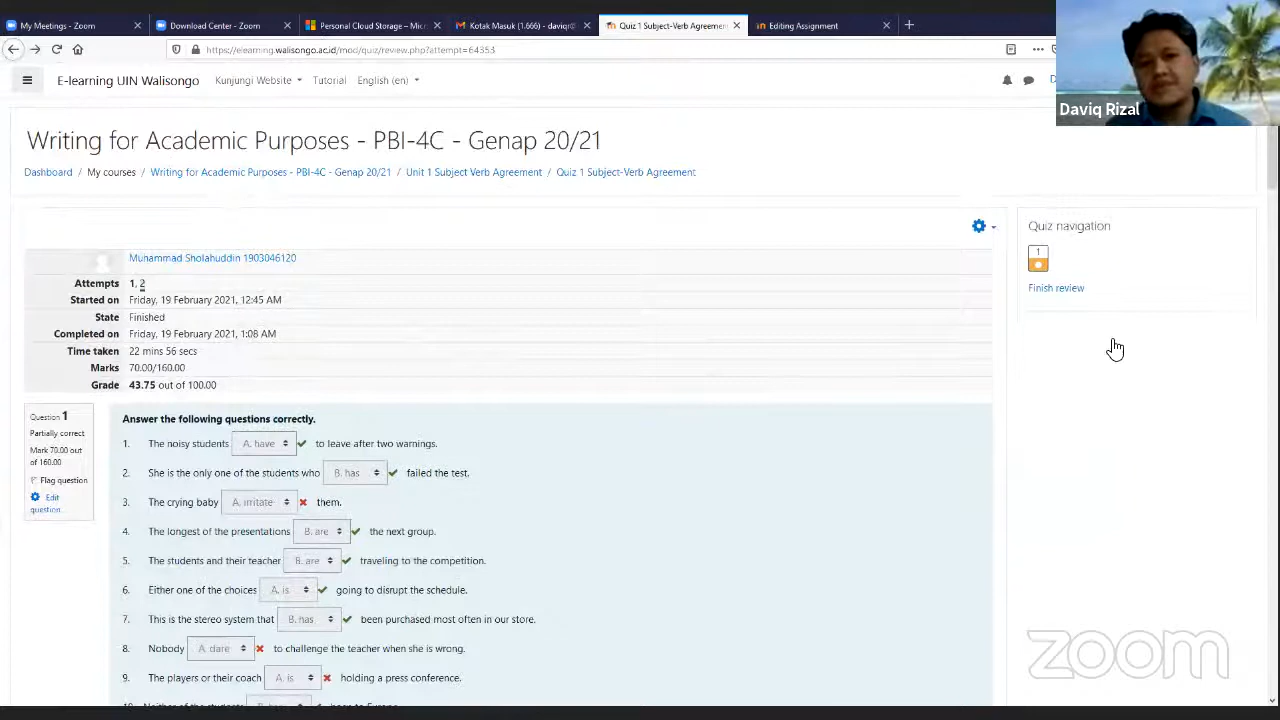 My Meetings - Zoom
Download Center - Zoom
Personal Cloud Storage – Micr
Kotak Masuk (1.666) - daviqr@
Quiz 1 Subject-Verb Agreemen
Editing Assignment
https://elearning.walisongo.ac.id/mod/quiz/review.php?attempt=64353
E-learning UIN Walisongo
Kunjungi Website
Tutorial
English (en)
Daviq Rizal
Writing for Academic Purposes - PBI-4C - Genap 20/21
Dashboard / My courses / Writing for Academic Purposes - PBI-4C - Genap 20/21 / Unit 1 Subject Verb Agreement / Quiz 1 Subject-Verb Agreement
Quiz navigation
1
Finish review
Muhammad Sholahuddin 1903046120
Attempts 1, 2
Started on Friday, 19 February 2021, 12:45 AM
State Finished
Completed on Friday, 19 February 2021, 1:08 AM
Time taken 22 mins 56 secs
Marks 70.00/160.00
Grade 43.75 out of 100.00
Question 1
Partially correct
Mark 70.00 out
of 160.00
Flag question
Edit
question
Answer the following questions correctly.
1. The noisy students A. have to leave after two warnings.
2. She is the only one of the students who B. has failed the test.
3. The crying baby A. irritate them.
4. The longest of the presentations B. are the next group.
5. The students and their teacher B. are traveling to the competition.
6. Either one of the choices A. is going to disrupt the schedule.
7. This is the stereo system that B. has been purchased most often in our store.
8. Nobody A. dare to challenge the teacher when she is wrong.
9. The players or their coach A. is holding a press conference.
zoom